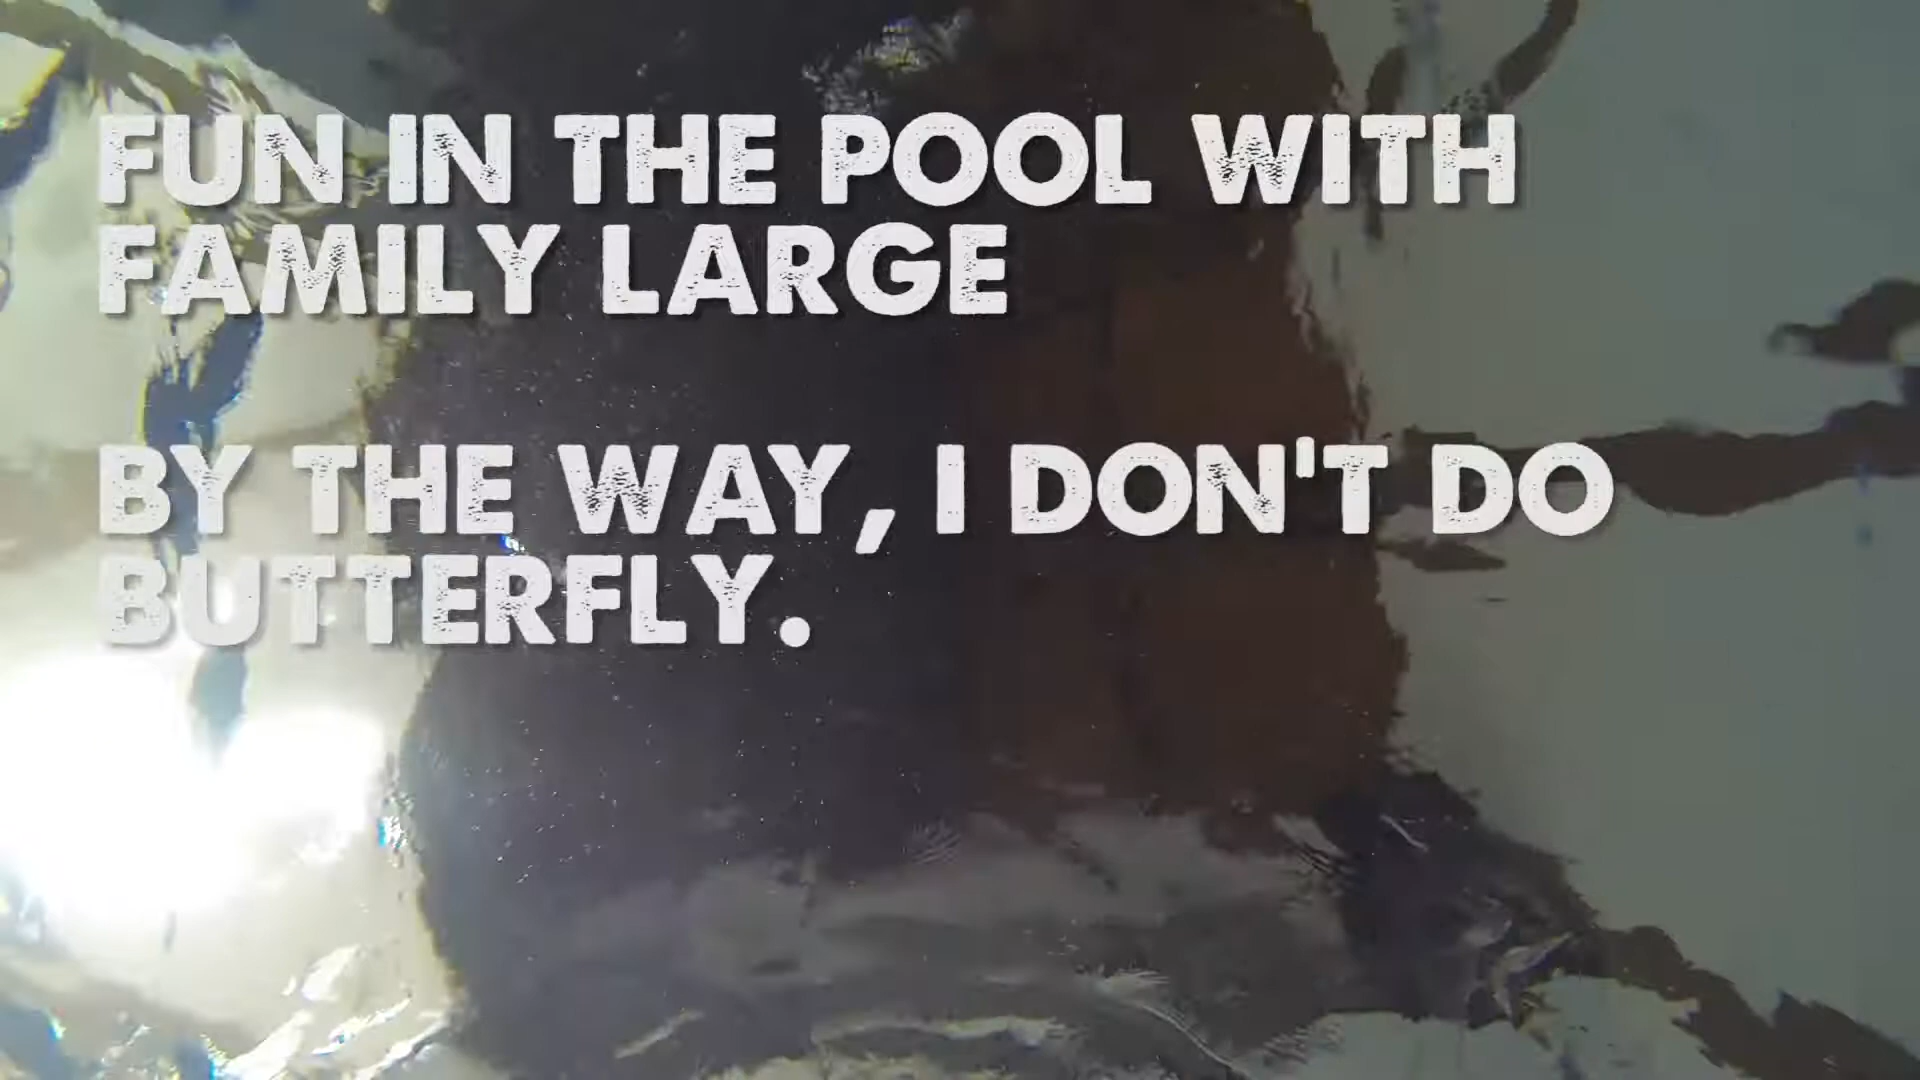 FUN IN THE POOL WITH
FAMILY LARGE
BY THE WAY, I DON'T DO
BUTTERFLY.